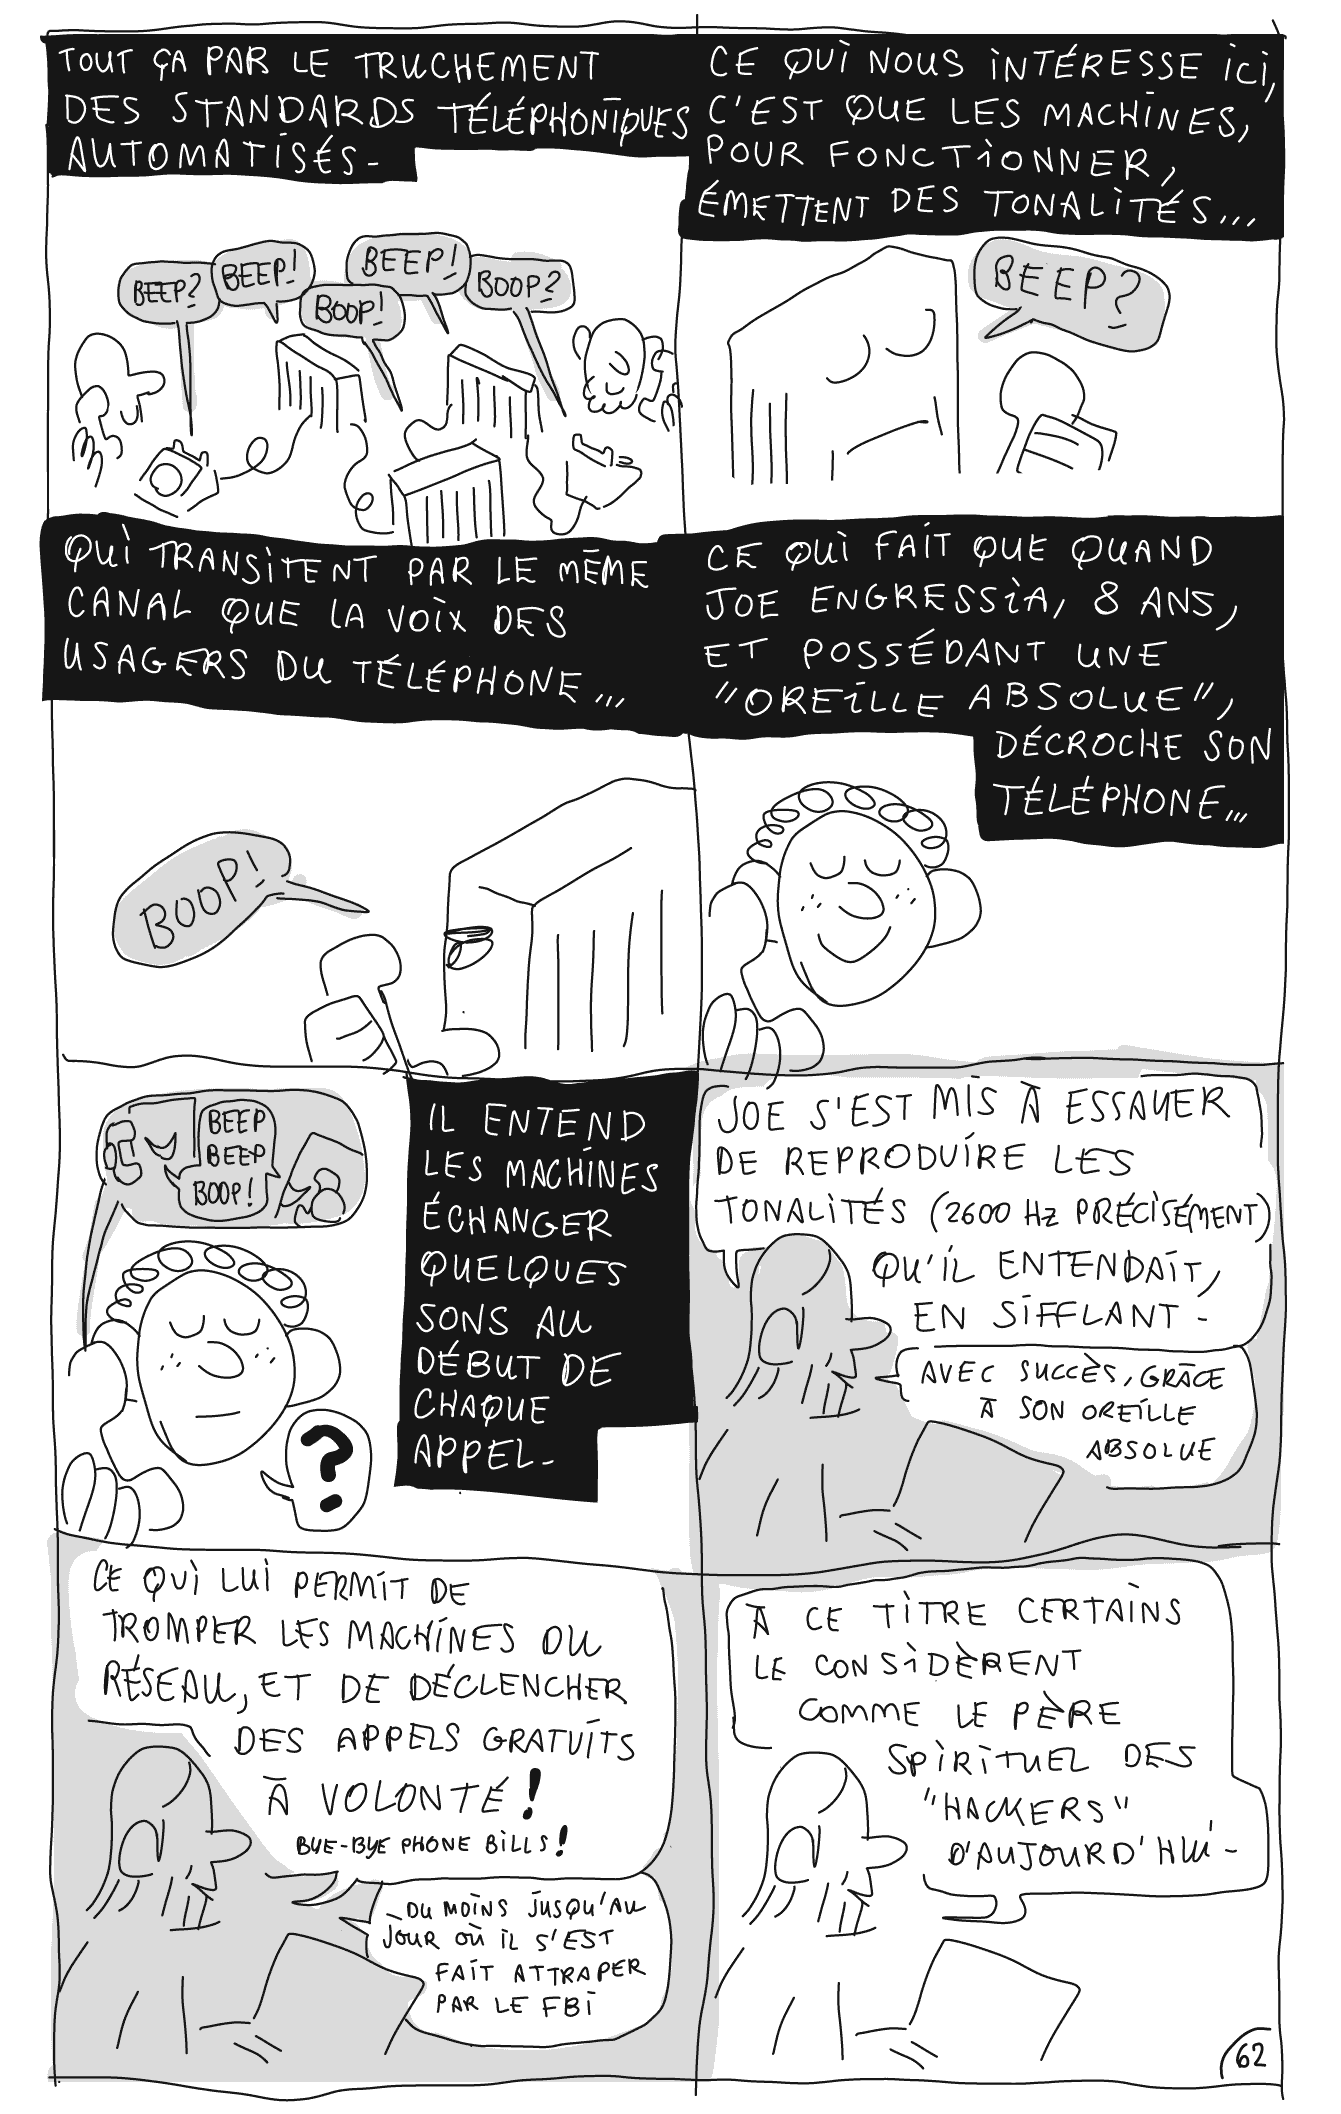 TOUT ÇA PAR LE TRUCHEMENT
DES STANDARDS TÉLÉPHONIQUES
AUTOMATISÉS-
BEEP?
BEEP!
BOOP!
BEEP!
BOOP?
CE QUI NOUS INTÉRESSE ICI,
C'EST QUE LES MACHINES,
POUR FONCTIONNER,
ÉMETTENT DES TONALITÉS...
BEEP?
QUI TRANSITENT PAR LE MÊME
CANAL QUE LA VOIX DES
USAGERS DU TÉLÉPHONE...
BOOP!
CE QUI FAIT QUE QUAND
JOE ENGRESSIA, 8 ANS,
ET POSSÉDANT UNE
"OREILLE ABSOLUE",
DÉCROCHE SON
TÉLÉPHONE...
BEEP
BEEP
BOOP!
?
IL ENTEND
LES MACHINES
ÉCHANGER
QUELQUES
SONS AU
DÉBUT DE
CHAQUE
APPEL-
JOE S'EST MIS À ESSAYER
DE REPRODUIRE LES
TONALITÉS (2600 HZ PRÉCISÉMENT)
QU'IL ENTENDAIT,
EN SIFFLANT-
AVEC SUCCÈS, GRÂCE
À SON OREILLE
ABSOLUE
CE QUI LUI PERMIT DE
TROMPER LES MACHINES DU
RÉSEAU, ET DE DÉCLENCHER
DES APPELS GRATUITS
À VOLONTÉ!
BYE-BYE PHONE BILLS!
DU MOINS JUSQU'AU
JOUR OÙ IL S'EST
FAIT ATTRAPER
PAR LE FBI
À CE TITRE CERTAINS
LE CONSIDÈRENT
COMME LE PÈRE
SPIRITUEL DES
"HACKERS"
D'AUJOURD'HUI-
62